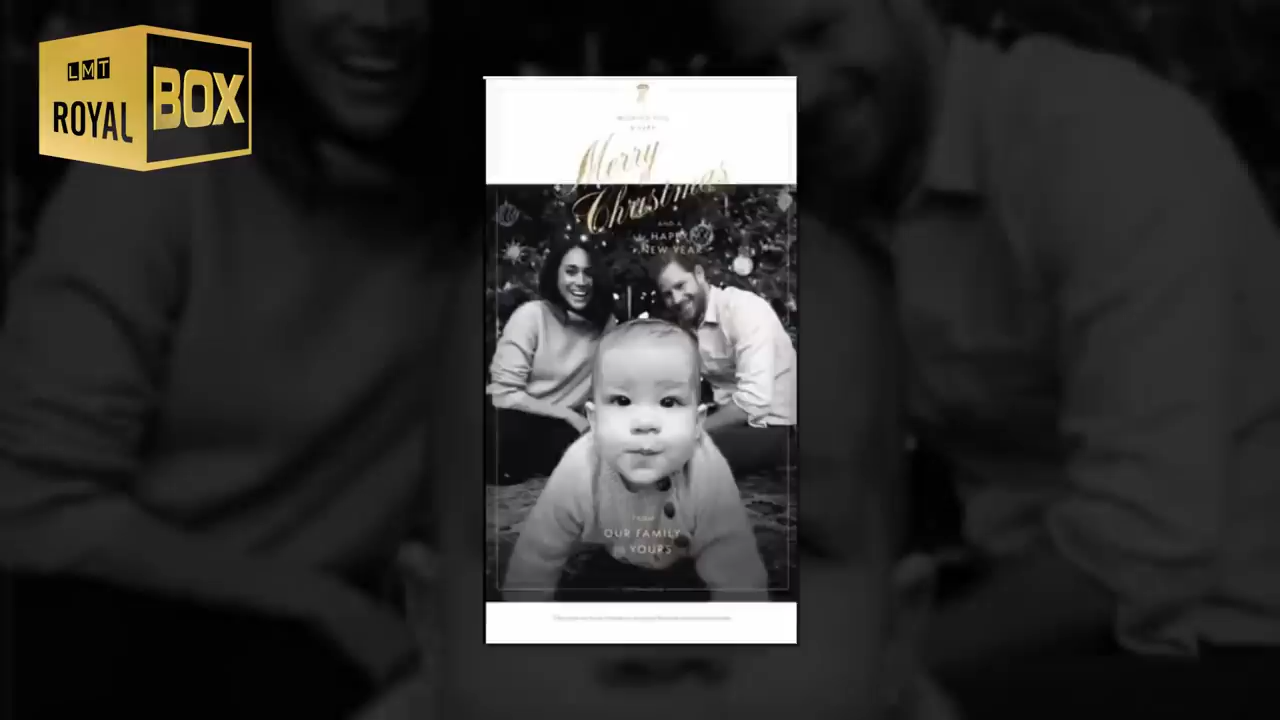 LMT
ROYAL
BOX
Merry
Christmas
AND A
HAPPY
NEW YEAR
FROM
OUR FAMILY
TO YOURS